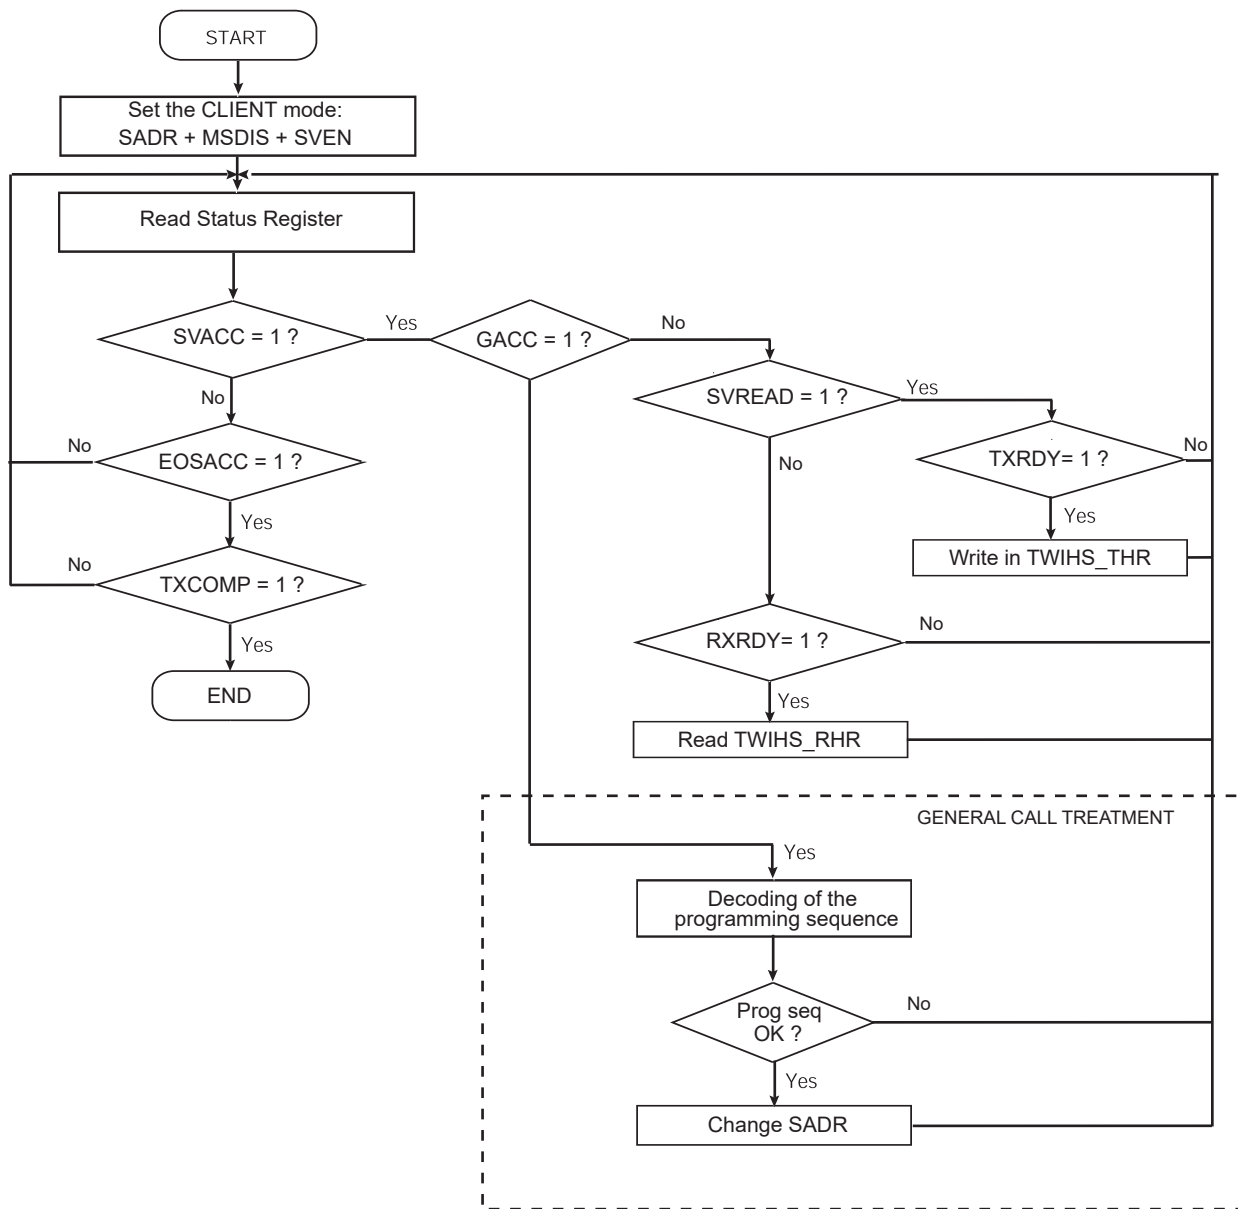 START
Set the CLIENT mode:
SADR + MSDIS + SVEN
Read Status Register
SVACC = 1 ?
Yes
GACC = 1 ?
No
SVREAD = 1 ?
Yes
No
EOSACC = 1 ?
No
TXRDY= 1 ?
No
No
Yes
Yes
Write in TWIHS_THR
No
TXCOMP = 1 ?
RXRDY= 1 ?
No
Yes
END
Yes
Read TWIHS_RHR
GENERAL CALL TREATMENT
Yes
Decoding of the
programming sequence
Prog seq
OK ?
No
Yes
Change SADR